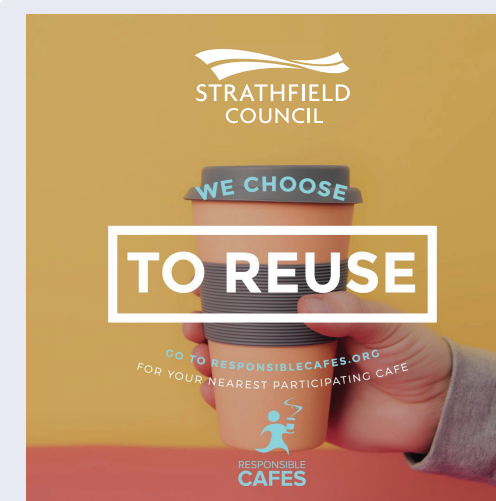 STRATHFIELD
COUNCIL
WE CHOOSE
TO REUSE
GO TO RESPONSIBLECAFES.ORG
FOR YOUR NEAREST PARTICIPATING CAFE
RESPONSIBLE
CAFES